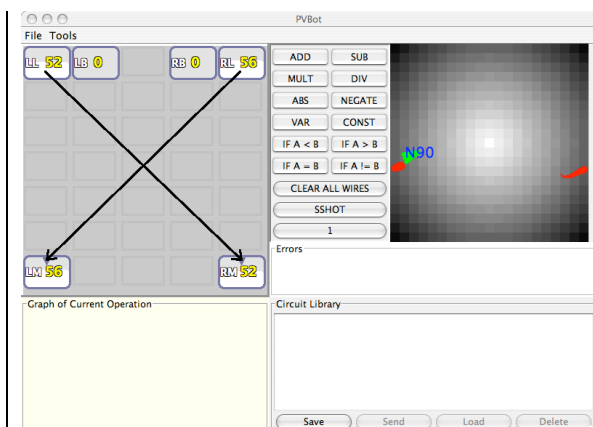 PVBot
File Tools
LL 52 LB 0 RB 0 RL 56
ADD SUB
MULT DIV
ABS NEGATE
VAR CONST
IF A < B IF A > B
IF A = B IF A != B
CLEAR ALL WIRES
SSHOT
1
N90
LM 56 RM 52
Errors
Graph of Current Operation
Circuit Library
Save Send Load Delete